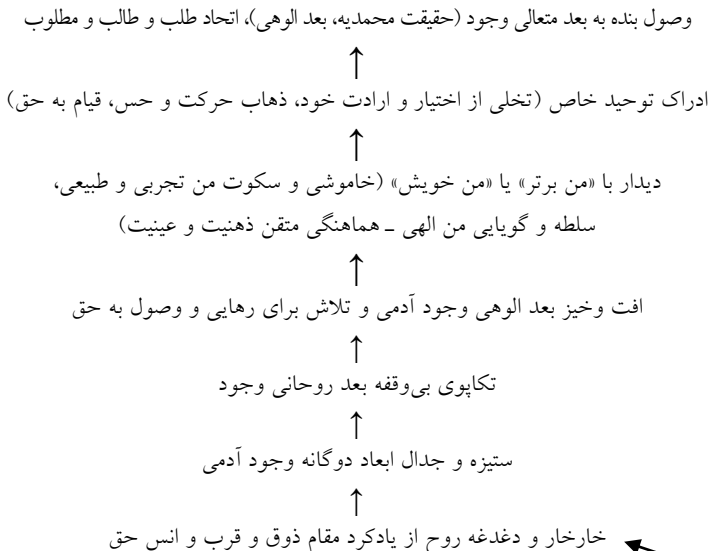 وصول بنده به بعد متعالی وجود (حقیقت محمدیه، بعد الوهی)، اتحاد طلب و طالب و مطلوب
↑
ادراک توحید خاص (تخلی از اختیار و ارادت خود، ذهاب حرکت و حس، قیام به حق)
↑
دیدار با «من برتر» یا «من خویش» (خاموشی و سکوت من تجربی و طبیعی،
سلطه و گویایی من الهی ـ هماهنگی متقن ذهنیت و عینیت)
↑
افت وخیز بعد الوهی وجود آدمی و تلاش برای رهایی و وصول به حق
↑
تکاپوی بی‌وقفه بعد روحانی وجود
↑
ستیزه و جدال ابعاد دوگانه وجود آدمی
↑
خارخار و دغدغه روح از یادکرد مقام ذوق و قرب و انس حق